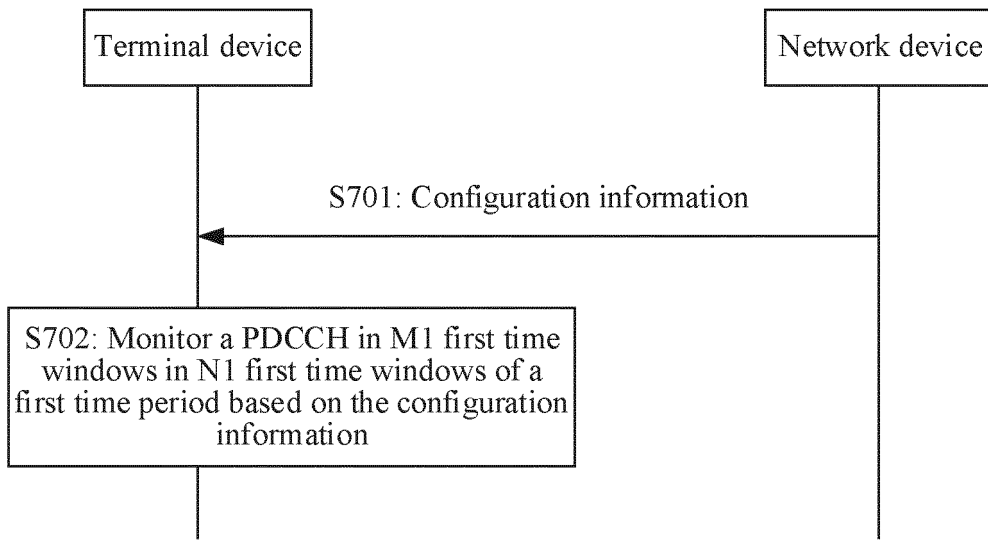 Terminal device
Network device
S701: Configuration information
S702: Monitor a PDCCH in M1 first time
windows in N1 first time windows of a
first time period based on the configuration
information